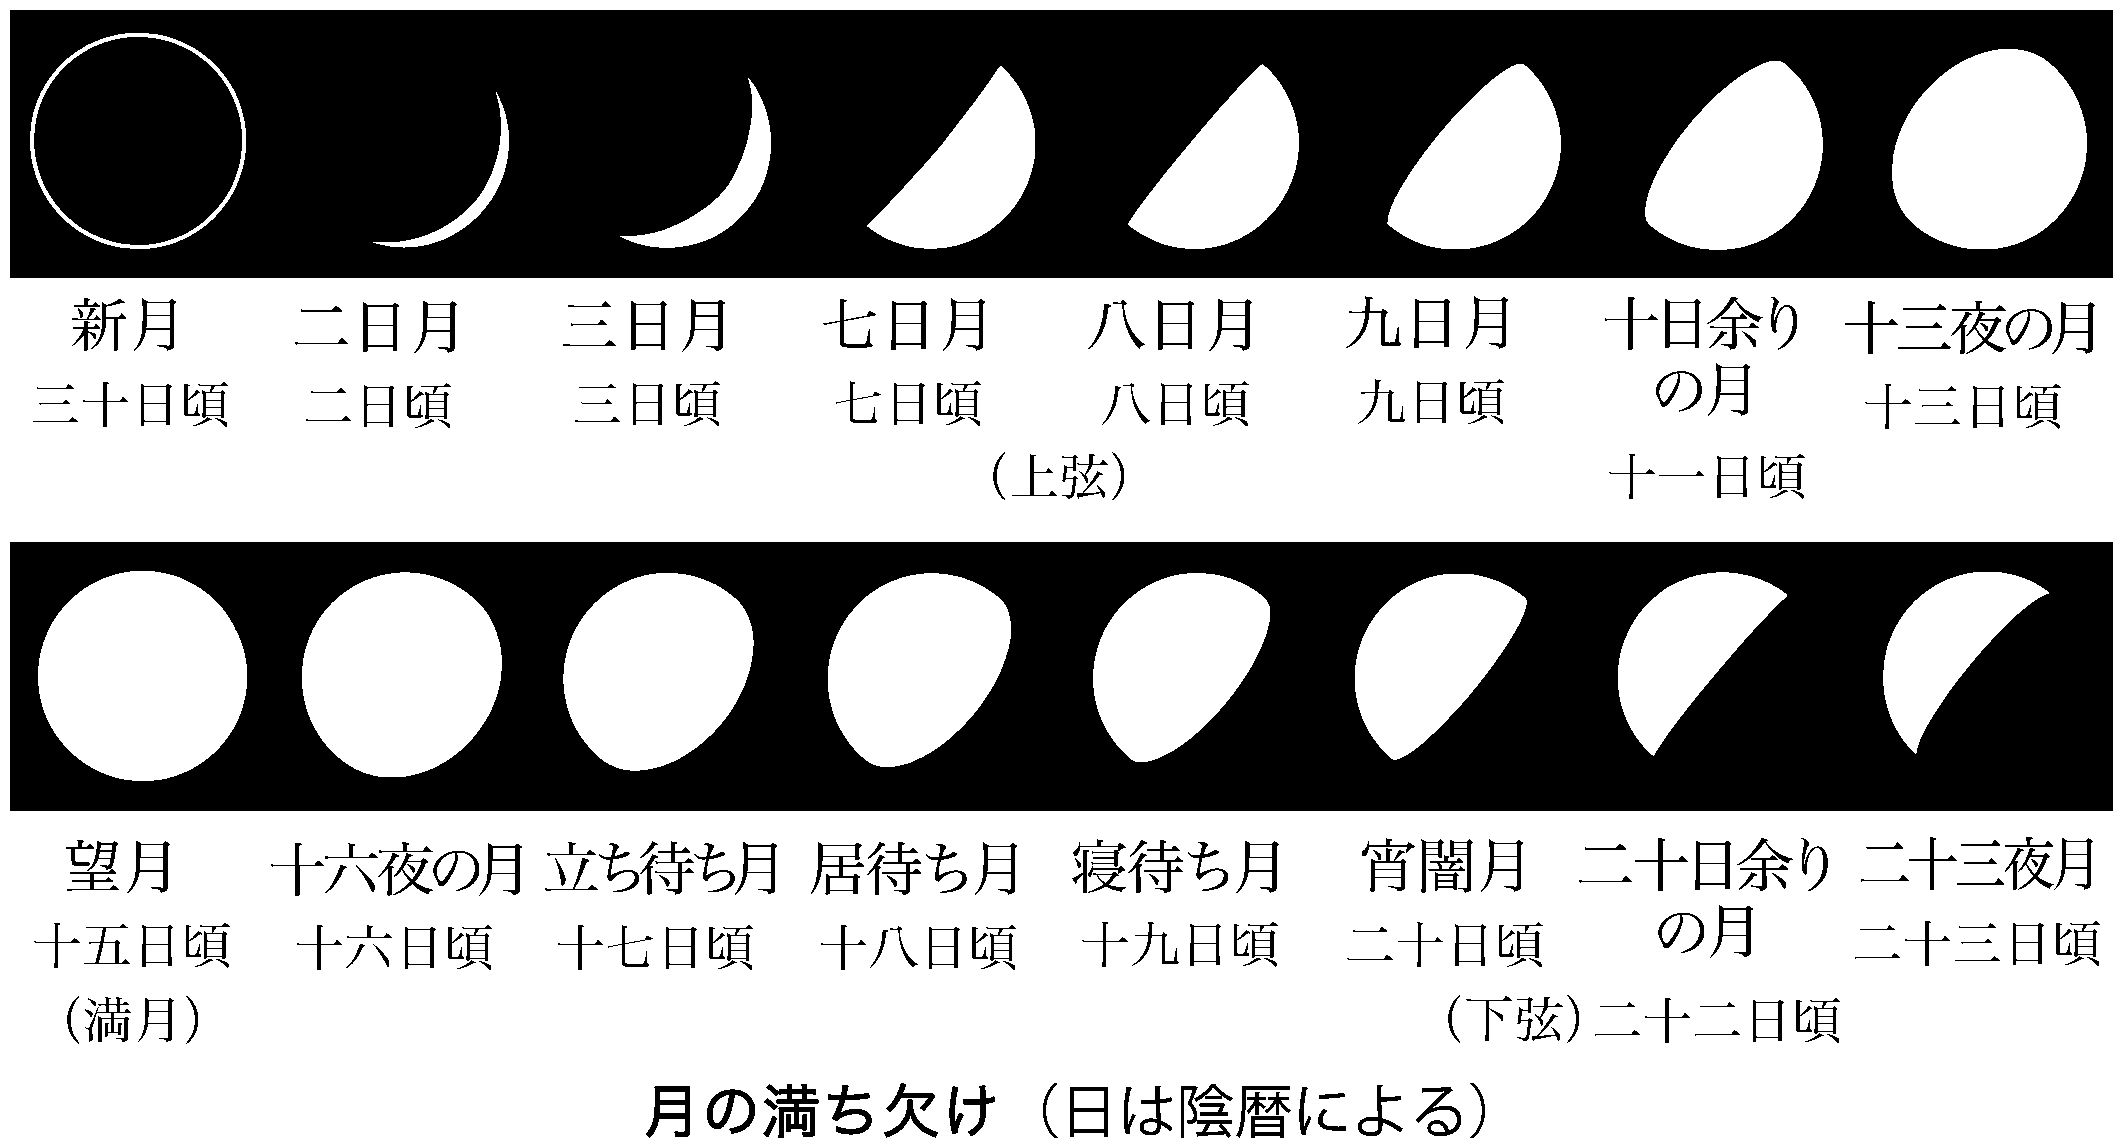 新月 二日月 三日月 七日月 八日月 九日月 十日余りの月 十三夜の月
三十日頃 二日頃 三日頃 七日頃 八日頃 九日頃 十一日頃 十三日頃
（上弦）
望月 十六夜の月 立ち待ち月 居待ち月 寝待ち月 宵闇月 二十日余りの月 二十三夜月
十五日頃 十六日頃 十七日頃 十八日頃 十九日頃 二十日頃 二十二日頃 二十三日頃
（満月） （下弦）
月の満ち欠け（日は陰暦による）